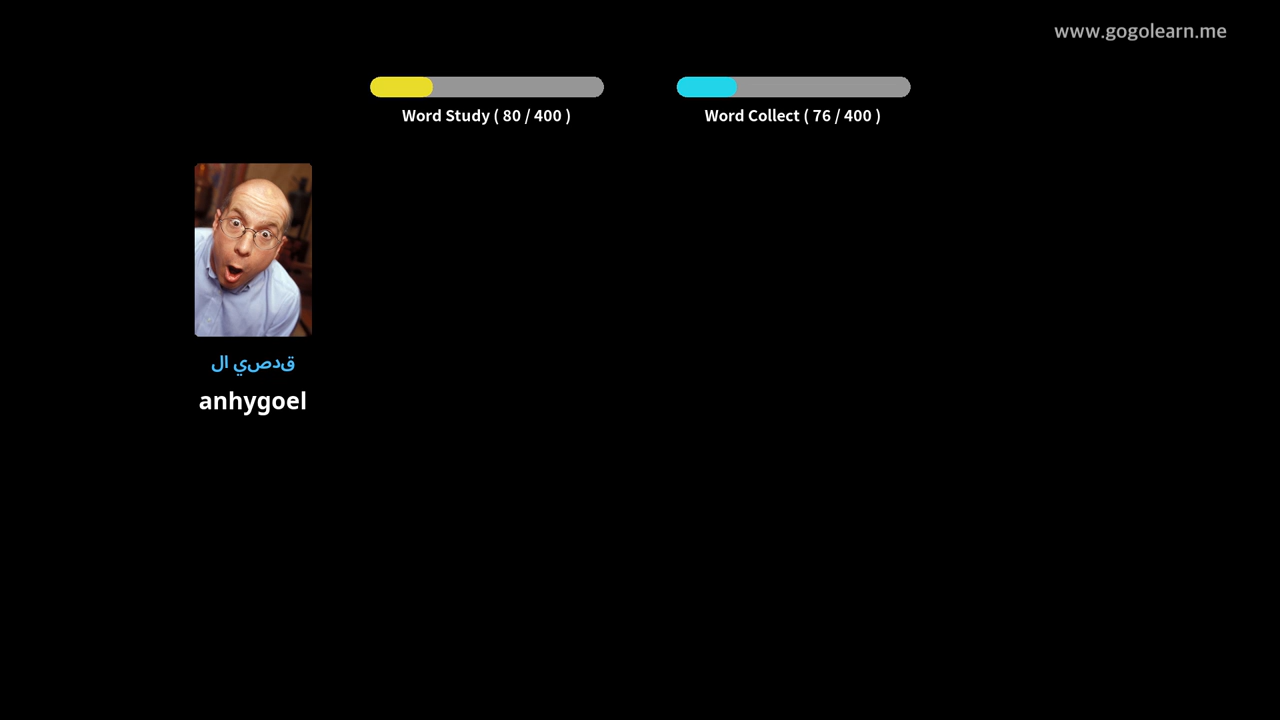 www.gogolearn.me
Word Study ( 80 / 400 )
Word Collect ( 76 / 400 )
قدصي ال
anhygoel